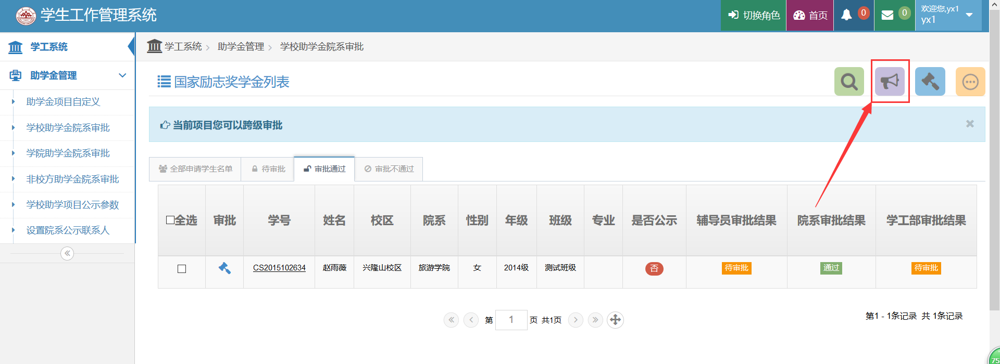 学生工作管理系统
切换角色
首页
0
0
欢迎您,yx1
yx1
学工系统
助学金管理
助学金项目自定义
学校助学金院系审批
学院助学金院系审批
非校方助学金院系审批
学校助学项目公示参数
设置院系公示联系人
学工系统 助学金管理 学校助学金院系审批
国家励志奖学金列表
当前项目您可以跨级审批
全部申请学生名单 待审批 审批通过 审批不通过
全选 审批 学号 姓名 校区 院系 性别 年级 班级 专业 是否公示 辅导员审批结果 院系审批结果 学工部审批结果
CS2015102634 赵雨薇 兴隆山校区 旅游学院 女 2014级 测试班级 否 待审批 通过 待审批
第 1 页 共1页
第1 - 1条记录 共 1条记录
75